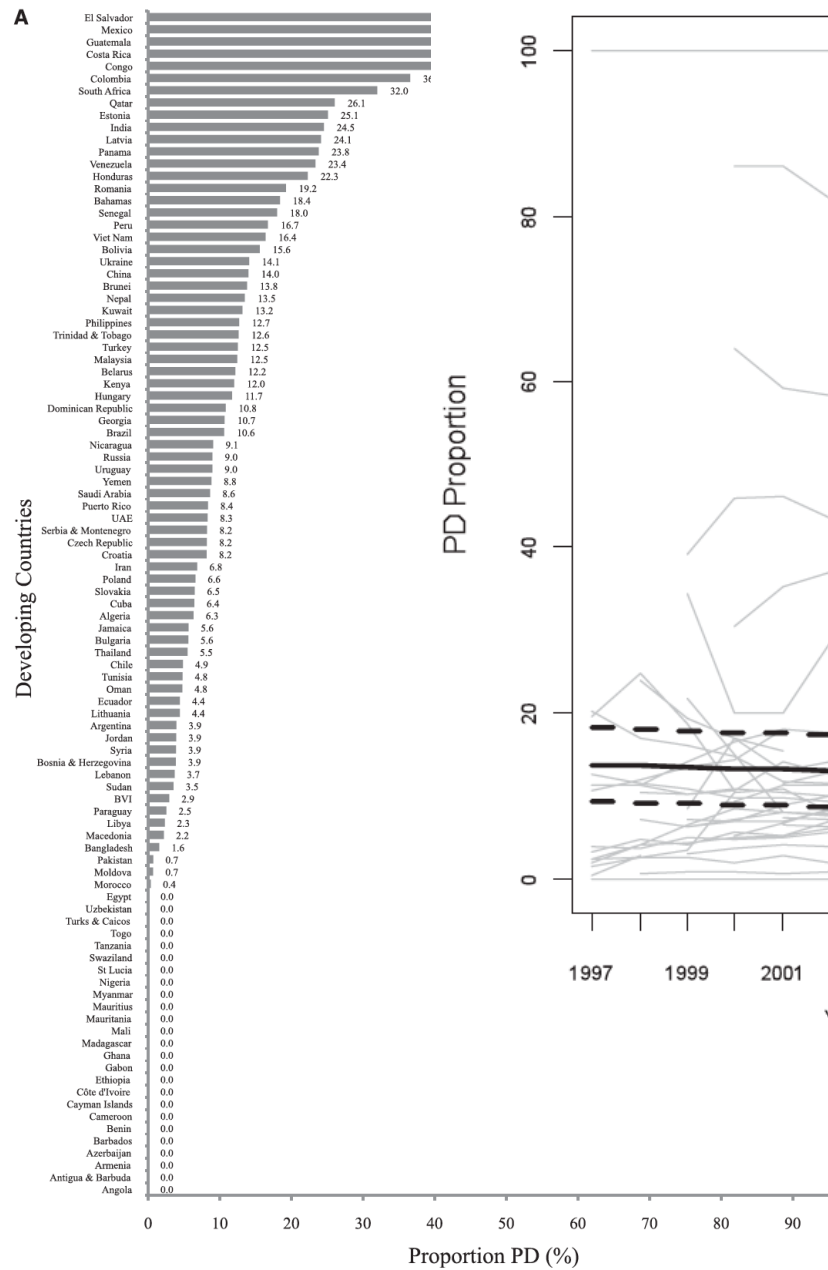 A
El Salvador
Mexico
Guatemala
Costa Rica
Congo
Colombia 36
South Africa 32.0
Qatar 26.1
Estonia 25.1
India 24.5
Latvia 24.1
Panama 23.8
Venezuela 23.4
Honduras 22.3
Romania 19.2
Bahamas 18.4
Senegal 18.0
Peru 16.7
Viet Nam 16.4
Bolivia 15.6
Ukraine 14.1
China 14.0
Brunei 13.8
Nepal 13.5
Kuwait 13.2
Philippines 12.7
Trinidad & Tobago 12.6
Turkey 12.5
Malaysia 12.5
Belarus 12.2
Kenya 12.0
Hungary 11.7
Dominican Republic 10.8
Georgia 10.7
Brazil 10.6
Nicaragua 9.1
Russia 9.0
Uruguay 9.0
Yemen 8.8
Saudi Arabia 8.6
Puerto Rico 8.4
UAE 8.3
Serbia & Montenegro 8.2
Czech Republic 8.2
Croatia 8.2
Iran 6.8
Poland 6.6
Slovakia 6.5
Cuba 6.4
Algeria 6.3
Jamaica 5.6
Bulgaria 5.6
Thailand 5.5
Chile 4.9
Tunisia 4.8
Oman 4.8
Ecuador 4.4
Lithuania 4.4
Argentina 3.9
Jordan 3.9
Syria 3.9
Bosnia & Herzegovina 3.9
Lebanon 3.7
Sudan 3.5
BVI 2.9
Paraguay 2.5
Libya 2.3
Macedonia 2.2
Bangladesh 1.6
Pakistan 0.7
Moldova 0.7
Morocco 0.4
Egypt 0.0
Uzbekistan 0.0
Turks & Caicos 0.0
Togo 0.0
Tanzania 0.0
Swaziland 0.0
St Lucia 0.0
Nigeria 0.0
Myanmar 0.0
Mauritius 0.0
Mauritania 0.0
Mali 0.0
Madagascar 0.0
Ghana 0.0
Gabon 0.0
Ethiopia 0.0
Côte d'Ivoire 0.0
Cayman Islands 0.0
Cameroon 0.0
Benin 0.0
Barbados 0.0
Azerbaijan 0.0
Armenia 0.0
Antigua & Barbuda 0.0
Angola 0.0
Developing Countries
0 10 20 30 40 50 60 70 80 90
Proportion PD (%)
PD Proportion
100
80
60
40
20
0
1997 1999 2001